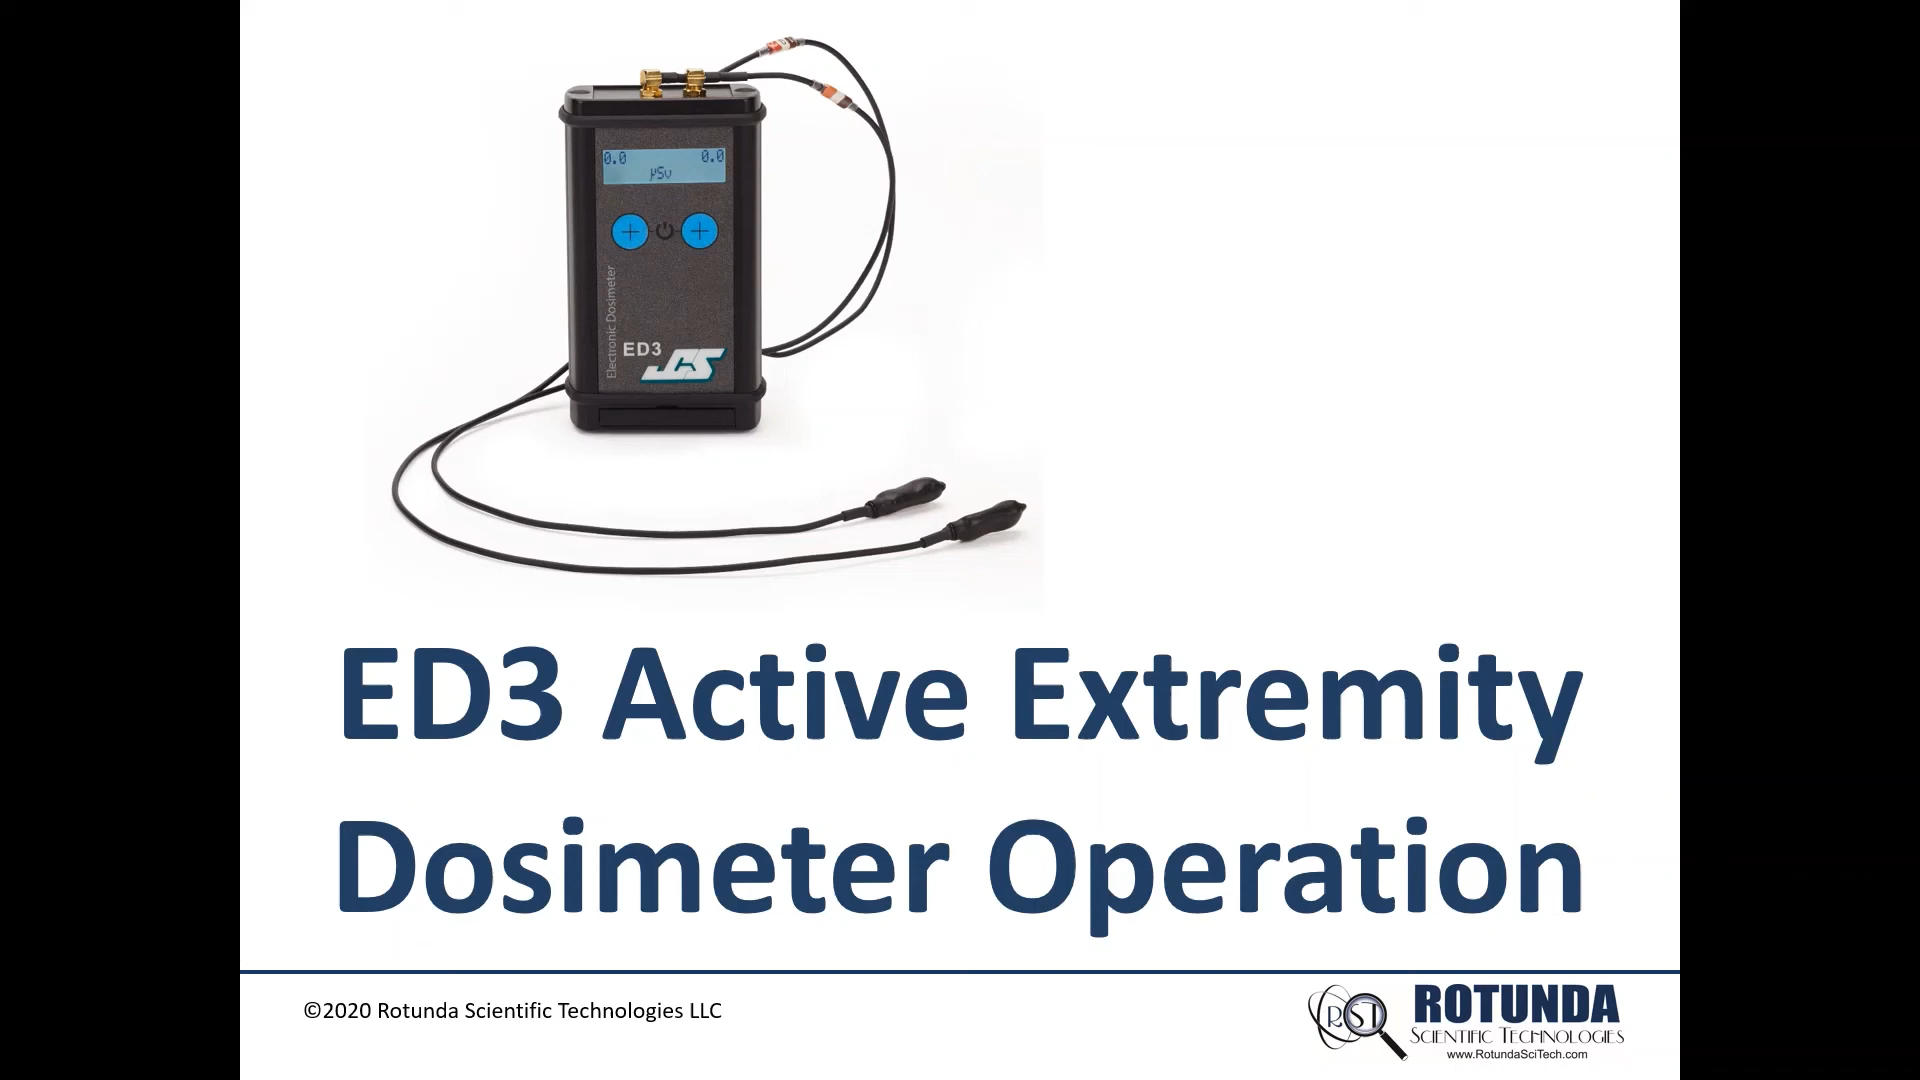 0.0 0.0
µSv
Electronic Dosimeter
ED3 JCS
ED3 Active Extremity
Dosimeter Operation
©2020 Rotunda Scientific Technologies LLC
RST
ROTUNDA
SCIENTIFIC TECHNOLOGIES
www.RotundaSciTech.com